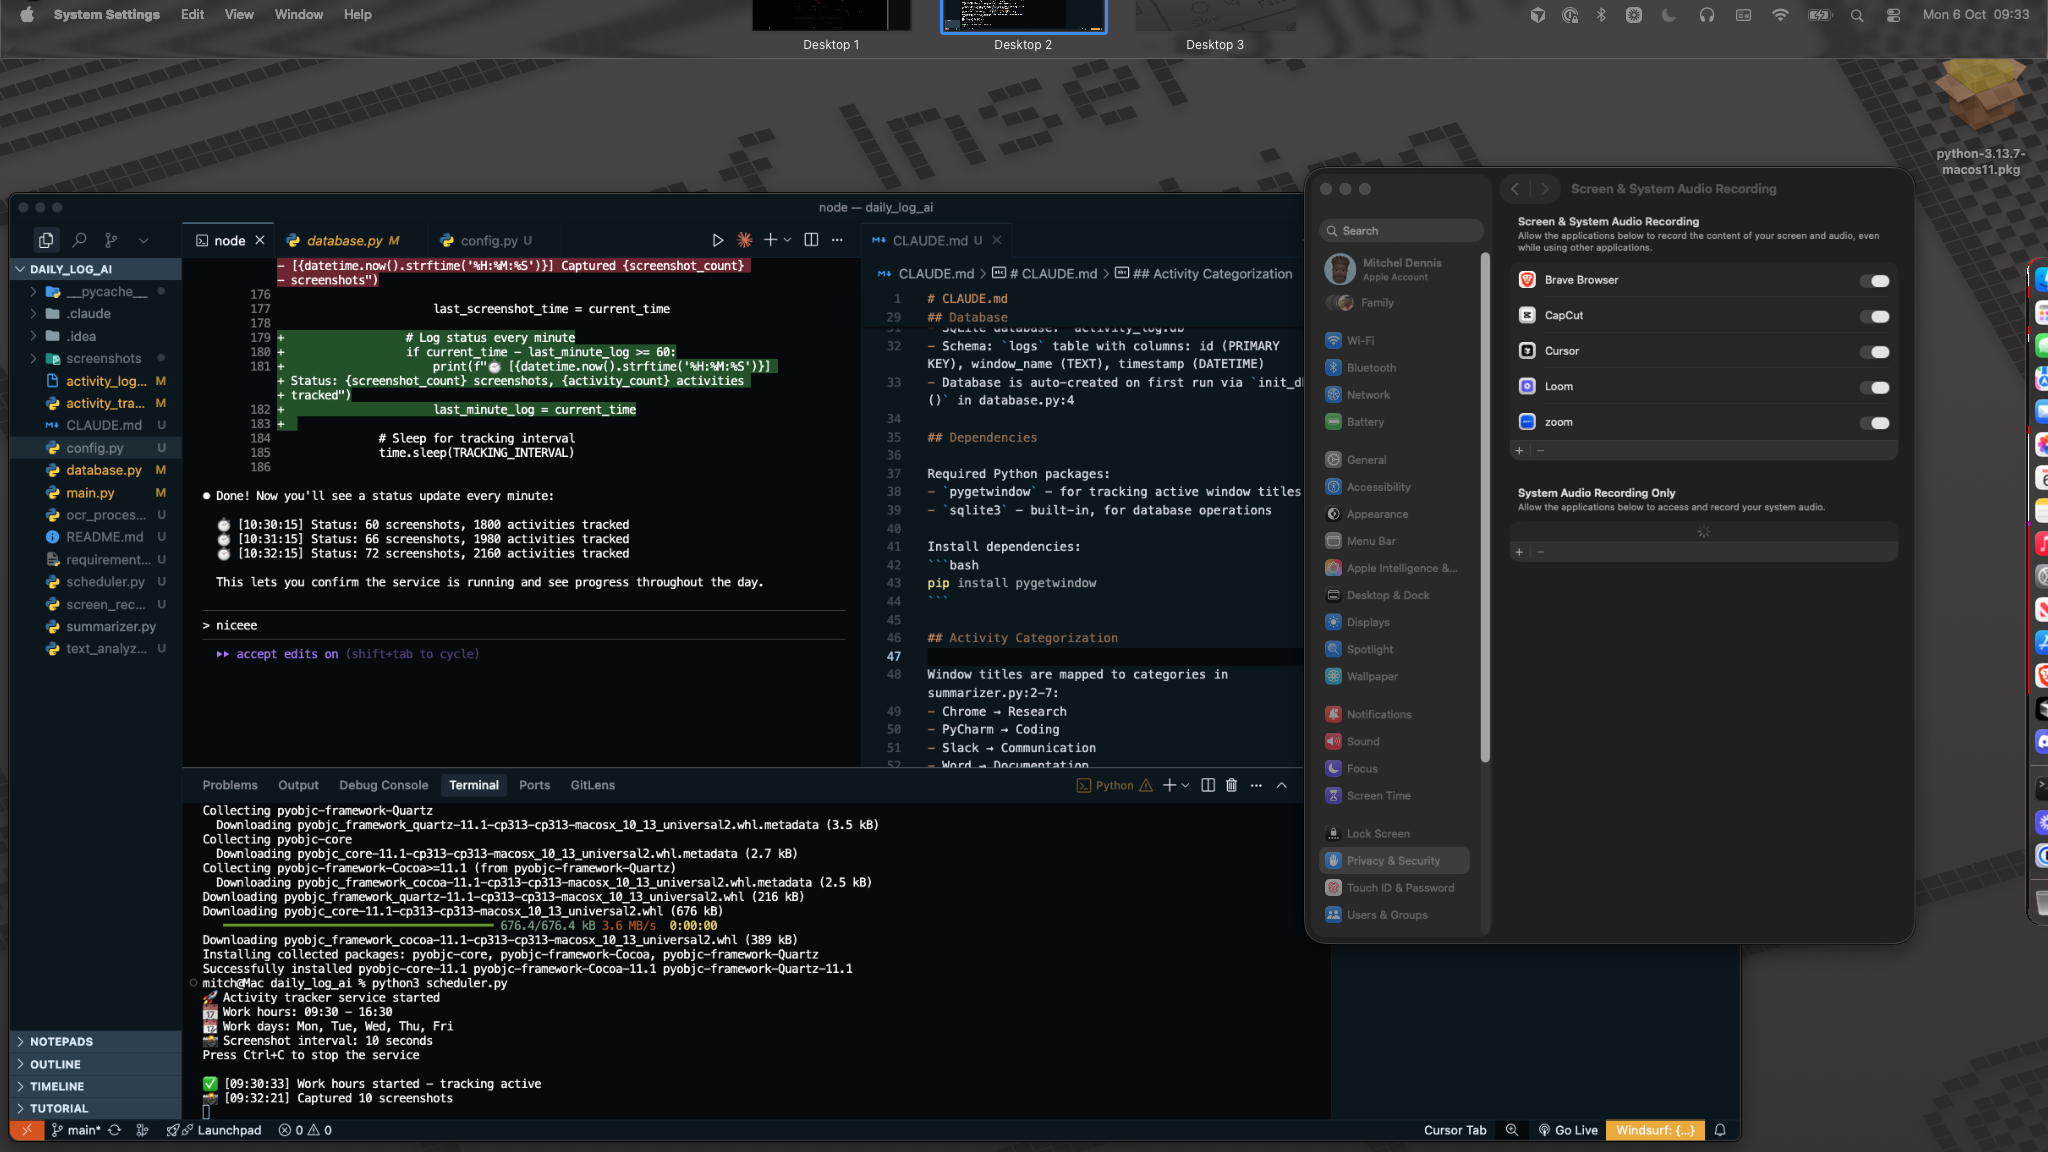 System Settings Edit View Window Help
Mon 6 Oct 09:33
Desktop 1
Desktop 2
Desktop 3
python-3.13.7-
macos11.pkg
node — daily_log_ai
DAILY_LOG_AI
__pycache__
.claude
.idea
screenshots
activity_log... M
activity_tra... M
CLAUDE.md U
config.py U
database.py M
main.py M
ocr_proces... U
README.md U
requirement... U
scheduler.py U
screen_rec... U
summarizer.py
text_analyz... U
NOTEPADS
OUTLINE
TIMELINE
TUTORIAL
node
database.py M
config.py U
- [{datetime.now().strftime('%H:%M:%S')}] Captured {screenshot_count}
- screenshots")
176
177 last_screenshot_time = current_time
178
179 + # Log status every minute
180 + if current_time - last_minute_log >= 60:
181 + print(f"⏱️ [{datetime.now().strftime('%H:%M:%S')}]
+ Status: {screenshot_count} screenshots, {activity_count} activities
+ tracked")
182 + last_minute_log = current_time
183 +
184 # Sleep for tracking interval
185 time.sleep(TRACKING_INTERVAL)
186
● Done! Now you'll see a status update every minute:
⏱️ [10:30:15] Status: 60 screenshots, 1800 activities tracked
⏱️ [10:31:15] Status: 66 screenshots, 1980 activities tracked
⏱️ [10:32:15] Status: 72 screenshots, 2160 activities tracked
This lets you confirm the service is running and see progress throughout the day.
> niceee
▸▸ accept edits on (shift+tab to cycle)
CLAUDE.md U
CLAUDE.md > # CLAUDE.md > ## Activity Categorization
1 # CLAUDE.md
29 ## Database
31 - SQLite database: `activity_log.db`
32 - Schema: `logs` table with columns: id (PRIMARY
KEY), window_name (TEXT), timestamp (DATETIME)
33 - Database is auto-created on first run via `init_d
()` in database.py:4
34
35 ## Dependencies
36
37 Required Python packages:
38 - `pygetwindow` - for tracking active window titles
39 - `sqlite3` - built-in, for database operations
40
41 Install dependencies:
42 ```bash
43 pip install pygetwindow
44 ```
45
46 ## Activity Categorization
47
48 Window titles are mapped to categories in
summarizer.py:2-7:
49 - Chrome → Research
50 - PyCharm → Coding
51 - Slack → Communication
52 - Word → Documentation
Problems Output Debug Console Terminal Ports GitLens
Python
Collecting pyobjc-framework-Quartz
Downloading pyobjc_framework_quartz-11.1-cp313-cp313-macosx_10_13_universal2.whl.metadata (3.5 kB)
Collecting pyobjc-core
Downloading pyobjc_core-11.1-cp313-cp313-macosx_10_13_universal2.whl.metadata (2.7 kB)
Collecting pyobjc-framework-Cocoa>=11.1 (from pyobjc-framework-Quartz)
Downloading pyobjc_framework_cocoa-11.1-cp313-cp313-macosx_10_13_universal2.whl.metadata (2.5 kB)
Downloading pyobjc_framework_quartz-11.1-cp313-cp313-macosx_10_13_universal2.whl (216 kB)
Downloading pyobjc_core-11.1-cp313-cp313-macosx_10_13_universal2.whl (676 kB)
676.4/676.4 kB 3.6 MB/s 0:00:00
Downloading pyobjc_framework_cocoa-11.1-cp313-cp313-macosx_10_13_universal2.whl (389 kB)
Installing collected packages: pyobjc-core, pyobjc-framework-Cocoa, pyobjc-framework-Quartz
Successfully installed pyobjc-core-11.1 pyobjc-framework-Cocoa-11.1 pyobjc-framework-Quartz-11.1
mitch@Mac daily_log_ai % python3 scheduler.py
🚀 Activity tracker service started
📅 Work hours: 09:30 - 16:30
📆 Work days: Mon, Tue, Wed, Thu, Fri
📸 Screenshot interval: 10 seconds
Press Ctrl+C to stop the service
✅ [09:30:33] Work hours started - tracking active
📸 [09:32:21] Captured 10 screenshots
main* Launchpad 0 0
Cursor Tab Go Live Windsurf: {...}
Search
Mitchel Dennis
Apple Account
Family
Wi-Fi
Bluetooth
Network
Battery
General
Accessibility
Appearance
Menu Bar
Apple Intelligence &...
Desktop & Dock
Displays
Spotlight
Wallpaper
Notifications
Sound
Focus
Screen Time
Lock Screen
Privacy & Security
Touch ID & Password
Users & Groups
Screen & System Audio Recording
Screen & System Audio Recording
Allow the applications below to record the content of your screen and audio, even
while using other applications.
Brave Browser
CapCut
Cursor
Loom
zoom
+ −
System Audio Recording Only
Allow the applications below to access and record your system audio.
+ −